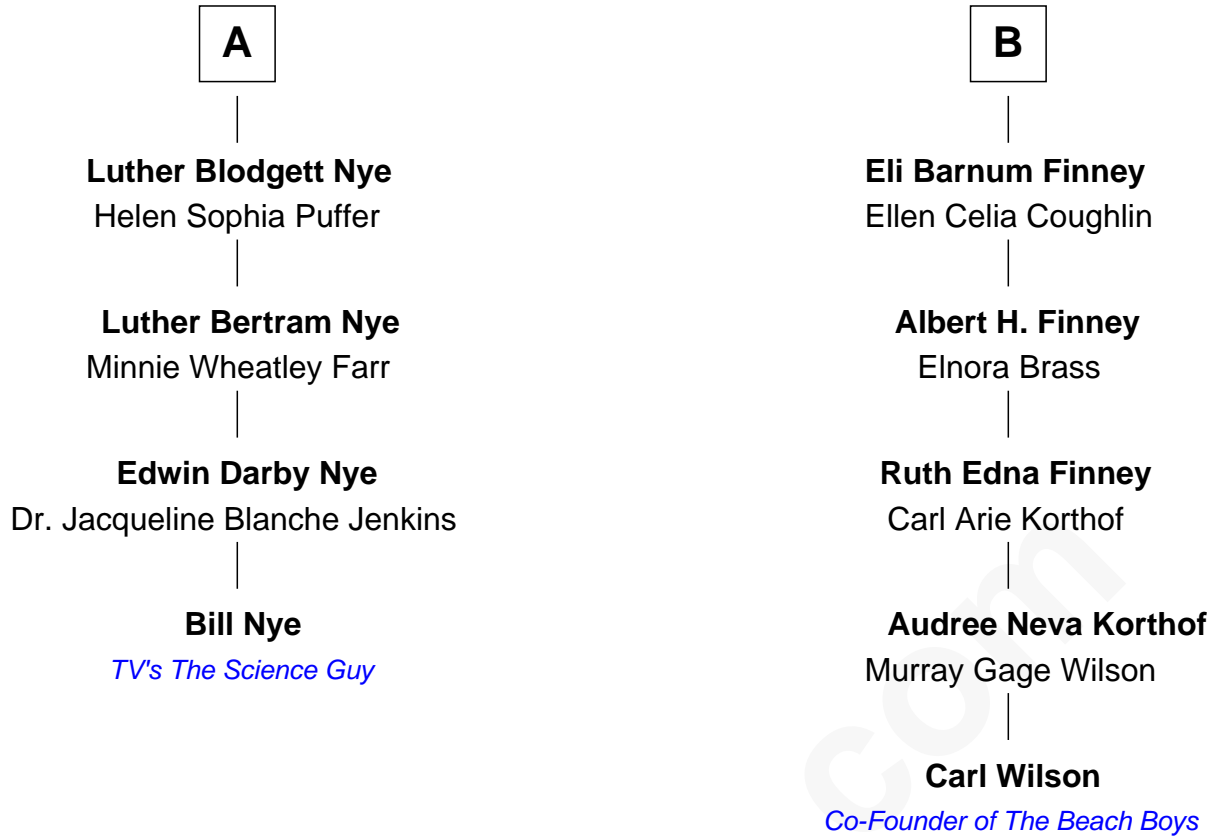 A
Luther Blodgett Nye
Helen Sophia Puffer
Luther Bertram Nye
Minnie Wheatley Farr
Edwin Darby Nye
Dr. Jacqueline Blanche Jenkins
Bill Nye
TV's The Science Guy
B
Eli Barnum Finney
Ellen Celia Coughlin
Albert H. Finney
Elnora Brass
Ruth Edna Finney
Carl Arie Korthof
Audree Neva Korthof
Murray Gage Wilson
Carl Wilson
Co-Founder of The Beach Boys
com